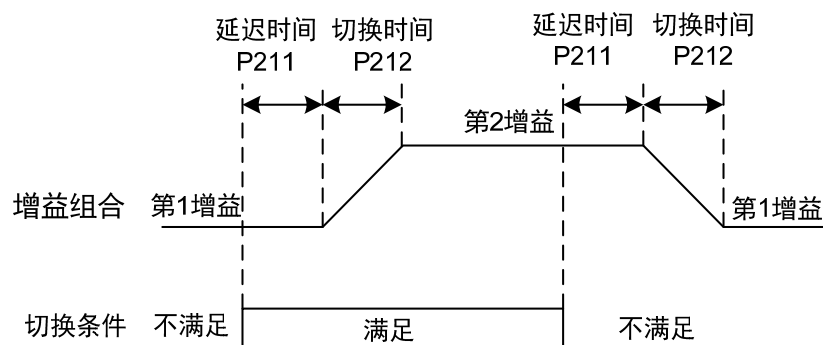 延迟时间 切换时间 延迟时间 切换时间
P211 P212 P211 P212
第2增益
增益组合 第1增益 第1增益
切换条件 不满足 满足 不满足